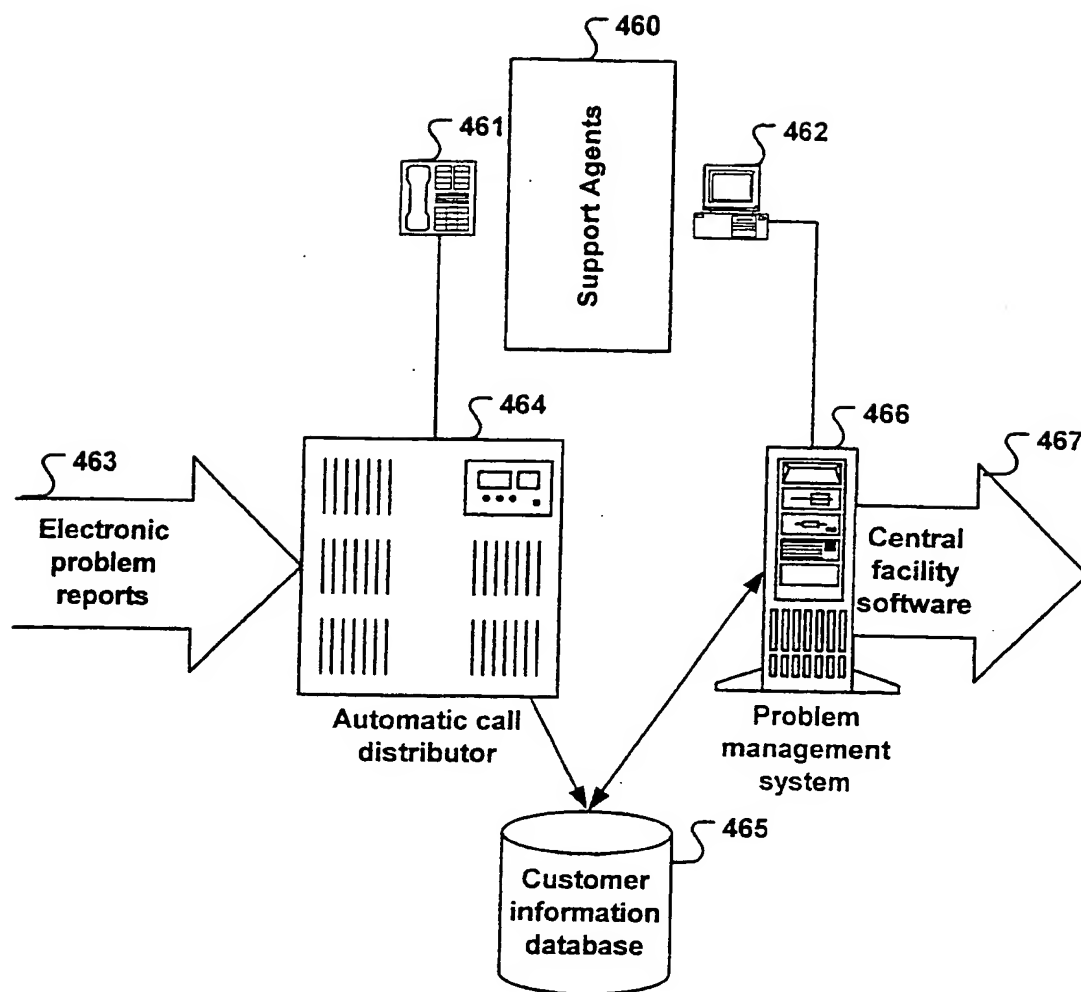 460
461
462
Support Agents
463
464
466
467
Electronic
problem
reports
Central
facility
software
Automatic call
distributor
Problem
management
system
465
Customer
information
database